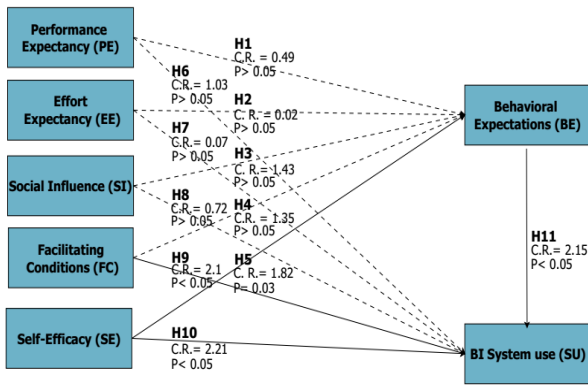 Performance
Expectancy (PE)
Effort
Expectancy (EE)
Social Influence (SI)
Facilitating
Conditions (FC)
Self-Efficacy (SE)
H1
C.R. = 0.49
P> 0.05
H6
C.R.= 1.03
P> 0.05
H2
C. R.= 0.02
P> 0.05
H7
C.R.= 0.07
P> 0.05
H3
C.R.= 1.43
P> 0.05
H8
C.R.= 0.72
P> 0.05
H4
C.R.= 1.35
P> 0.05
H9
C.R.= 2.1
P< 0.05
H5
C. R.= 1.82
P= 0.03
H10
C.R.= 2.21
P< 0.05
Behavioral
Expectations (BE)
H11
C.R.= 2.15
P< 0.05
BI System use (SU)